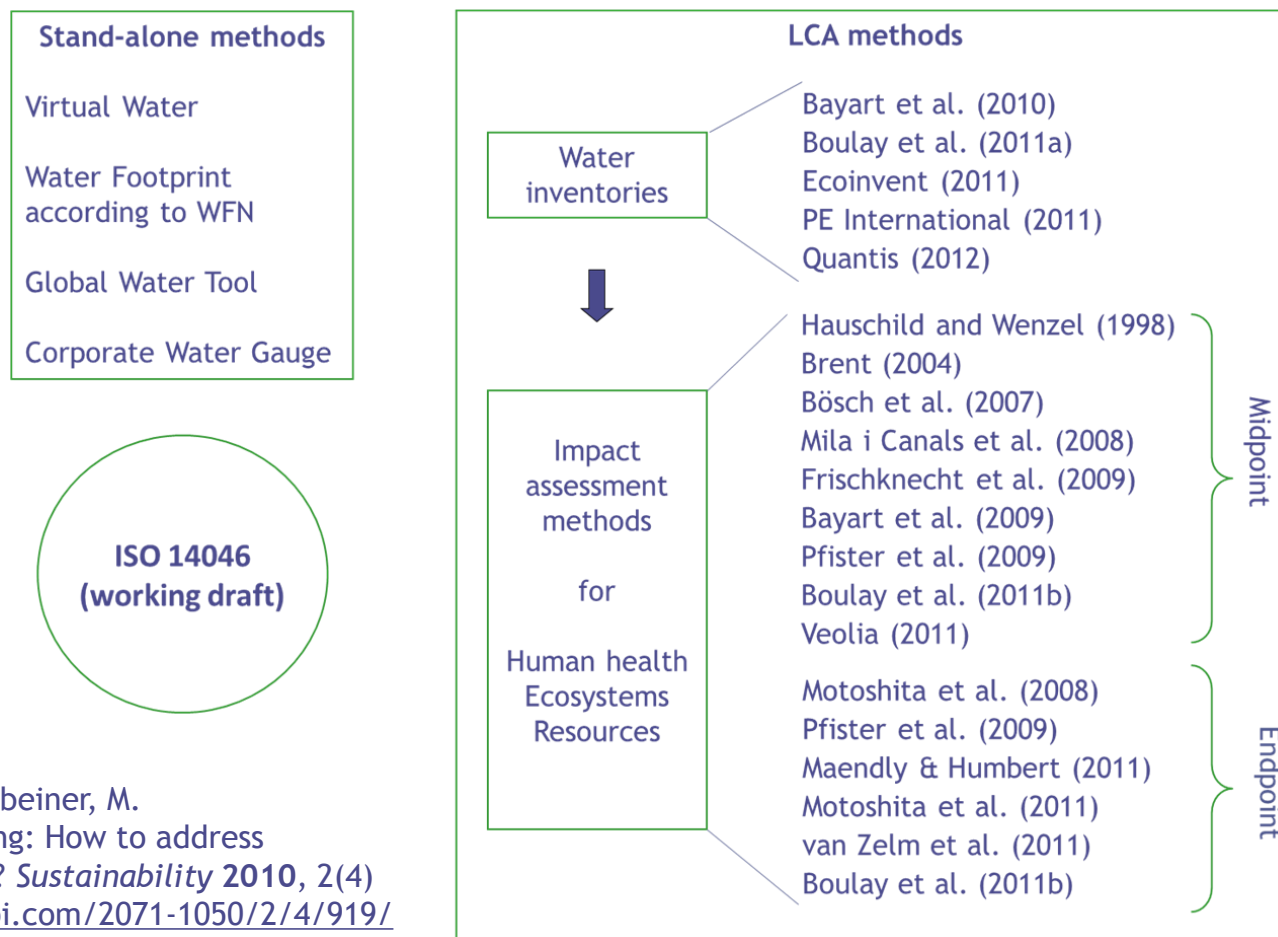 Stand-alone methods
Virtual Water
Water Footprint
according to WFN
Global Water Tool
Corporate Water Gauge
ISO 14046
(working draft)
beiner, M.
ng: How to address
? Sustainability 2010, 2(4)
oi.com/2071-1050/2/4/919/
LCA methods
Water
inventories
Bayart et al. (2010)
Boulay et al. (2011a)
Ecoinvent (2011)
PE International (2011)
Quantis (2012)
Impact
assessment
methods
for
Human health
Ecosystems
Resources
Hauschild and Wenzel (1998)
Brent (2004)
Bösch et al. (2007)
Mila i Canals et al. (2008)
Frischknecht et al. (2009)
Bayart et al. (2009)
Pfister et al. (2009)
Boulay et al. (2011b)
Veolia (2011)
Midpoint
Motoshita et al. (2008)
Pfister et al. (2009)
Maendly & Humbert (2011)
Motoshita et al. (2011)
van Zelm et al. (2011)
Boulay et al. (2011b)
Endpoint